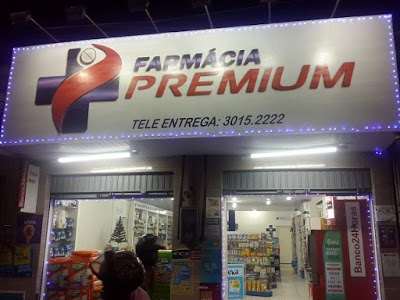 FARMÁCIA
PREMIUM
TELE ENTREGA: 3015.2222
Banco24Horas